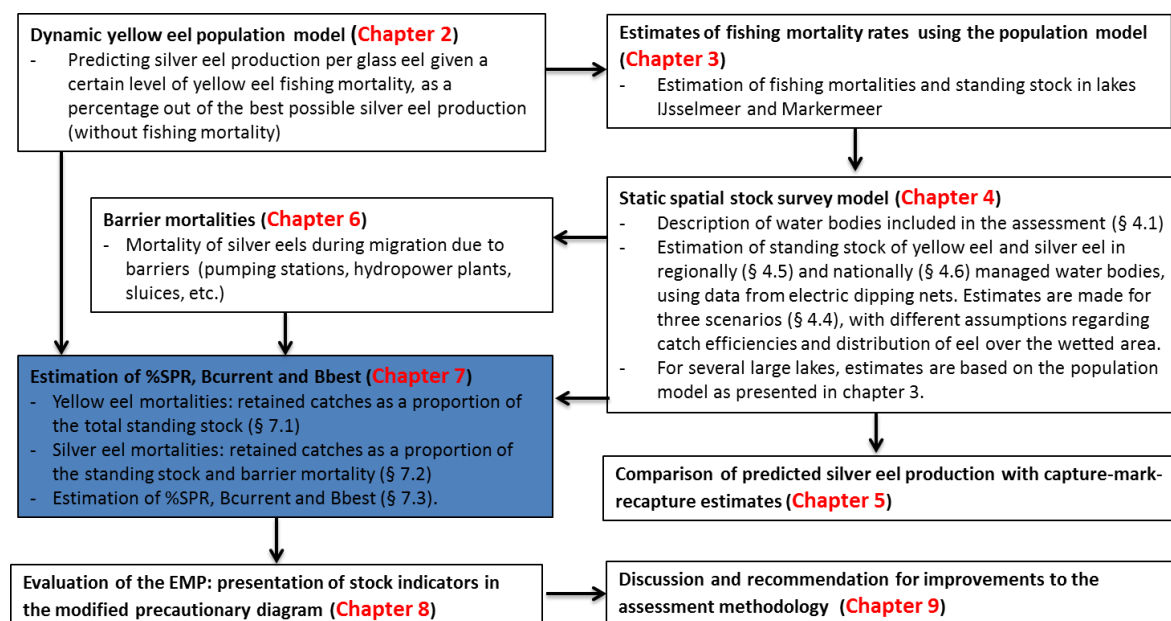 Dynamic yellow eel population model (Chapter 2)
- Predicting silver eel production per glass eel given a
certain level of yellow eel fishing mortality, as a
percentage out of the best possible silver eel production
(without fishing mortality)
Estimates of fishing mortality rates using the population model
(Chapter 3)
- Estimation of fishing mortalities and standing stock in lakes
IJsselmeer and Markermeer
Barrier mortalities (Chapter 6)
- Mortality of silver eels during migration due to
barriers (pumping stations, hydropower plants,
sluices, etc.)
Static spatial stock survey model (Chapter 4)
- Description of water bodies included in the assessment (§ 4.1)
- Estimation of standing stock of yellow eel and silver eel in
regionally (§ 4.5) and nationally (§ 4.6) managed water bodies,
using data from electric dipping nets. Estimates are made for
three scenarios (§ 4.4), with different assumptions regarding
catch efficiencies and distribution of eel over the wetted area.
- For several large lakes, estimates are based on the population
model as presented in chapter 3.
Estimation of %SPR, Bcurrent and Bbest (Chapter 7)
- Yellow eel mortalities: retained catches as a proportion of
the total standing stock (§ 7.1)
- Silver eel mortalities: retained catches as a proportion of
the standing stock and barrier mortality (§ 7.2)
- Estimation of %SPR, Bcurrent and Bbest (§ 7.3).
Comparison of predicted silver eel production with capture-mark-
recapture estimates (Chapter 5)
Evaluation of the EMP: presentation of stock indicators in
the modified precautionary diagram (Chapter 8)
Discussion and recommendation for improvements to the
assessment methodology (Chapter 9)